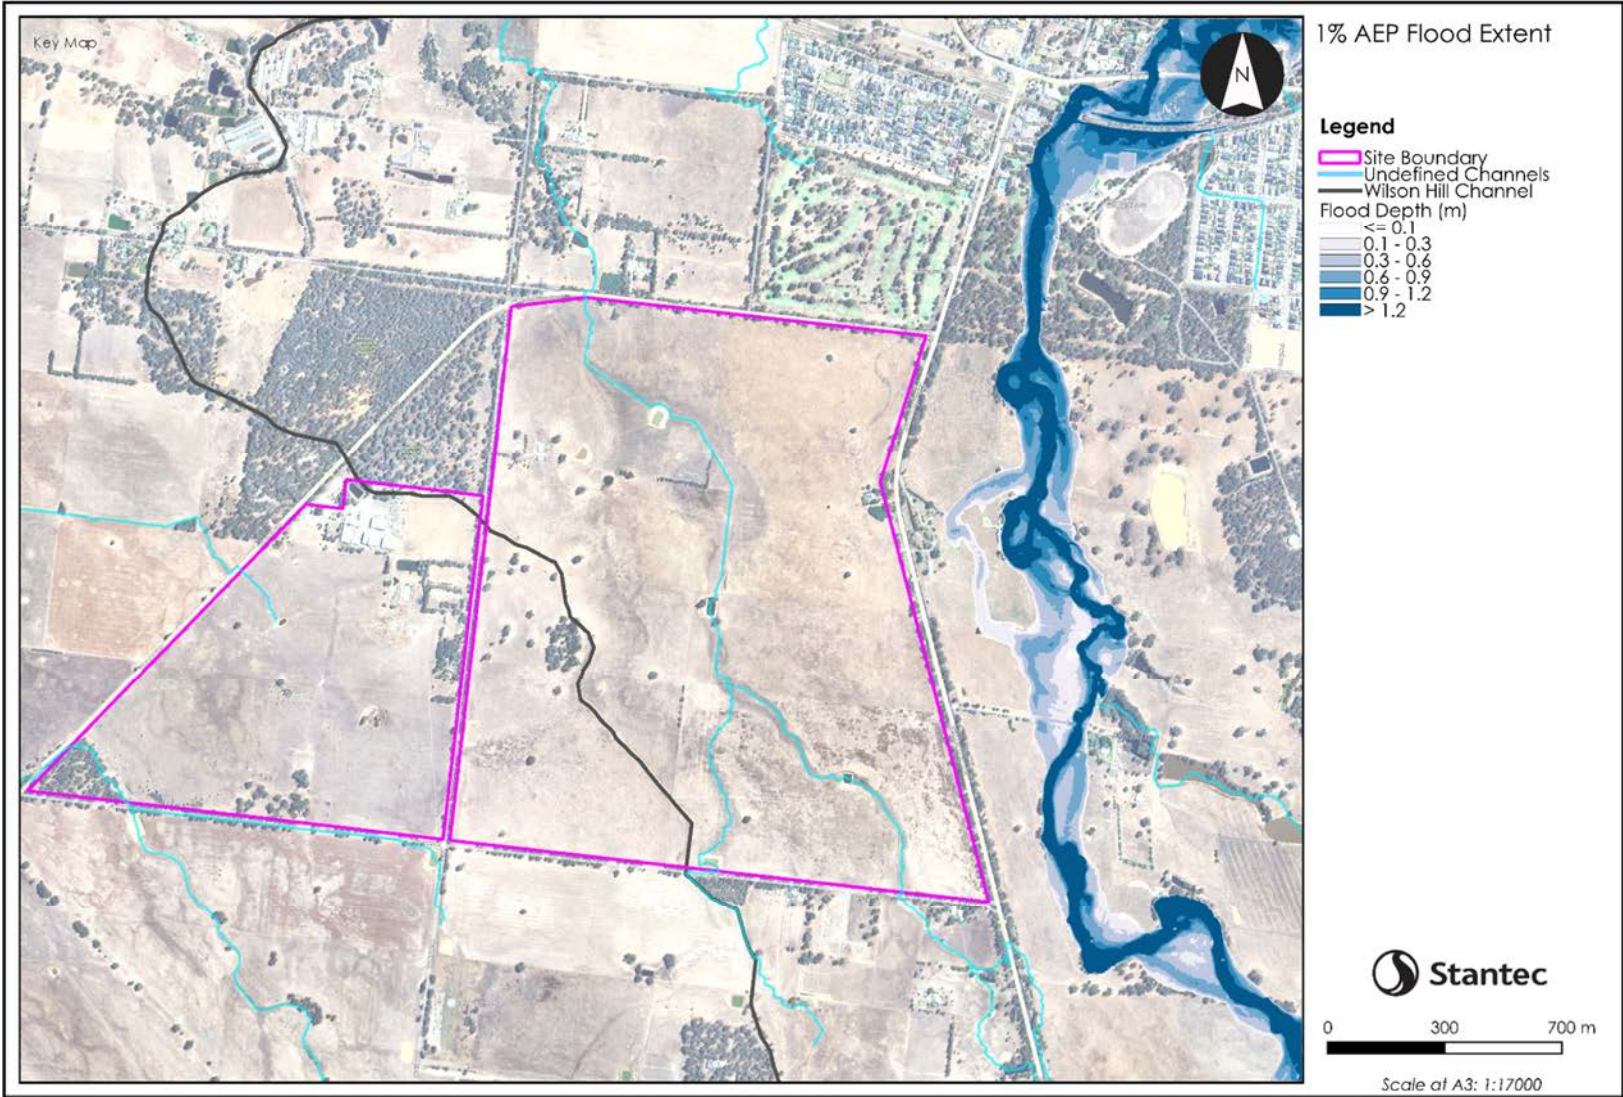 Key Map
N
1% AEP Flood Extent
Legend
Site Boundary
Undefined Channels
Wilson Hill Channel
Flood Depth (m)
<= 0.1
0.1 - 0.3
0.3 - 0.6
0.6 - 0.9
0.9 - 1.2
> 1.2
Stantec
0 300 700 m
Scale at A3: 1:17000